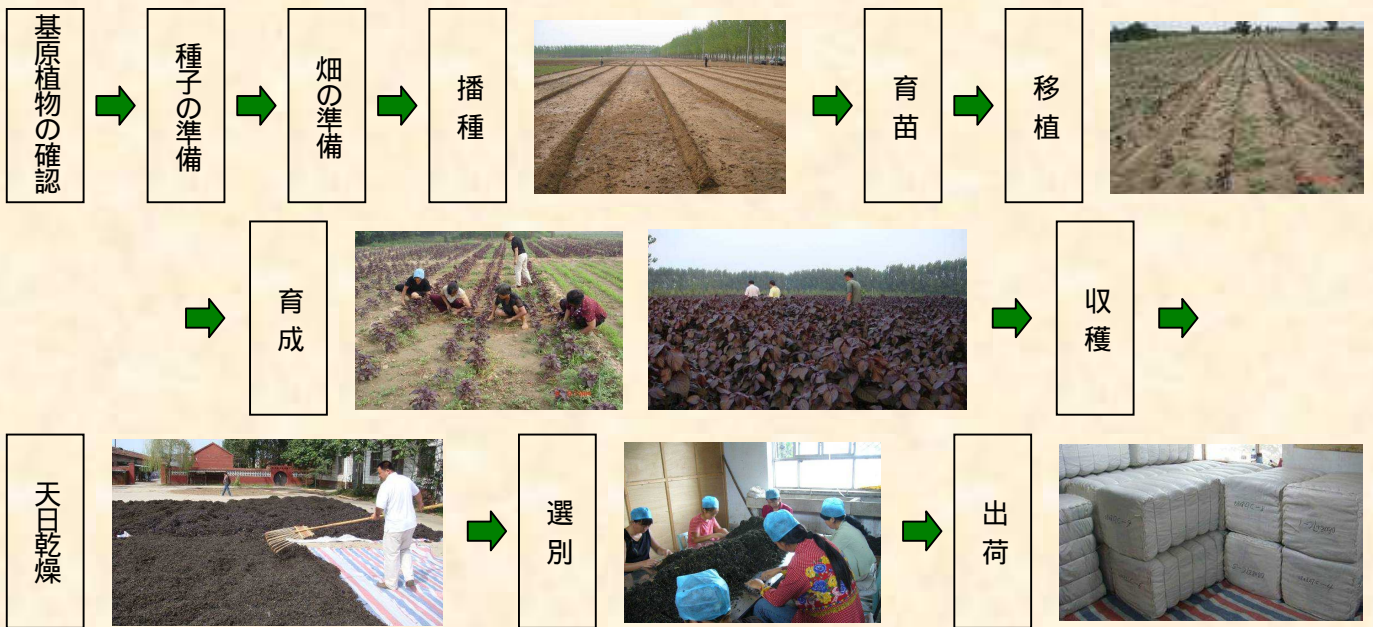 基原植物の確認
種子の準備
畑の準備
播種
育苗
移植
育成
収穫
天日乾燥
選別
出荷